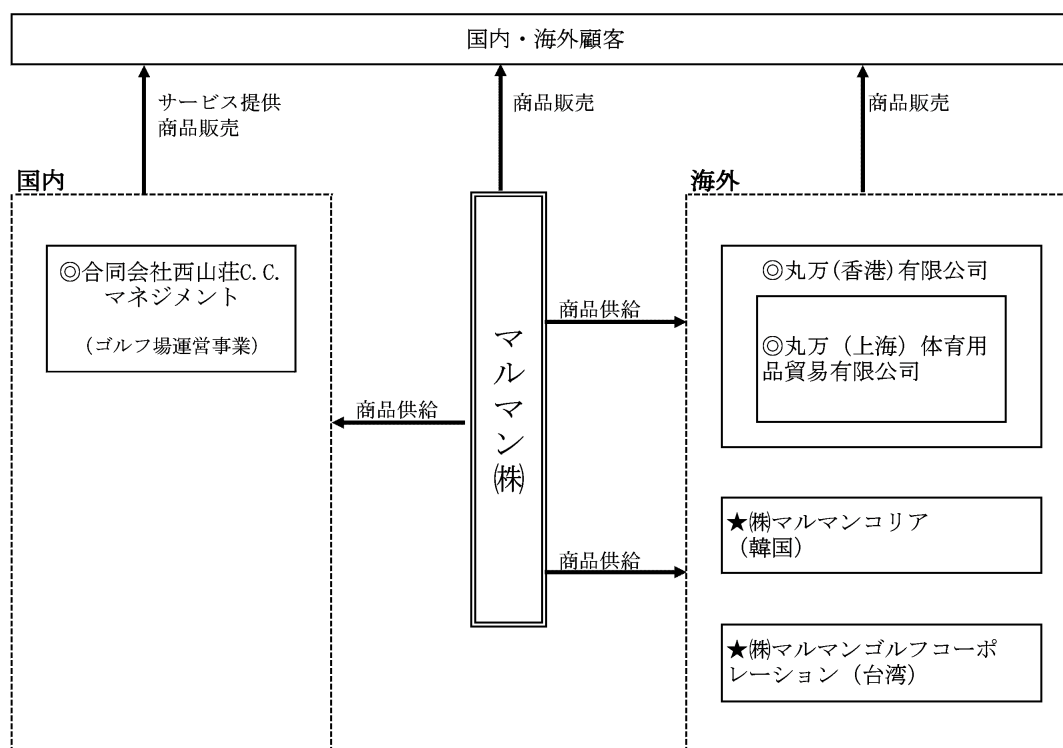 国内・海外顧客
サービス提供
商品販売
商品販売
商品販売
国内
海外
◎合同会社西山荘C.C.
マネジメント
(ゴルフ場運営事業)
マルマン㈱
商品供給
商品供給
商品供給
◎丸万(香港)有限公司
◎丸万（上海）体育用
品貿易有限公司
★㈱マルマンコリア
（韓国）
★㈱マルマンゴルフコーポ
レーション（台湾）